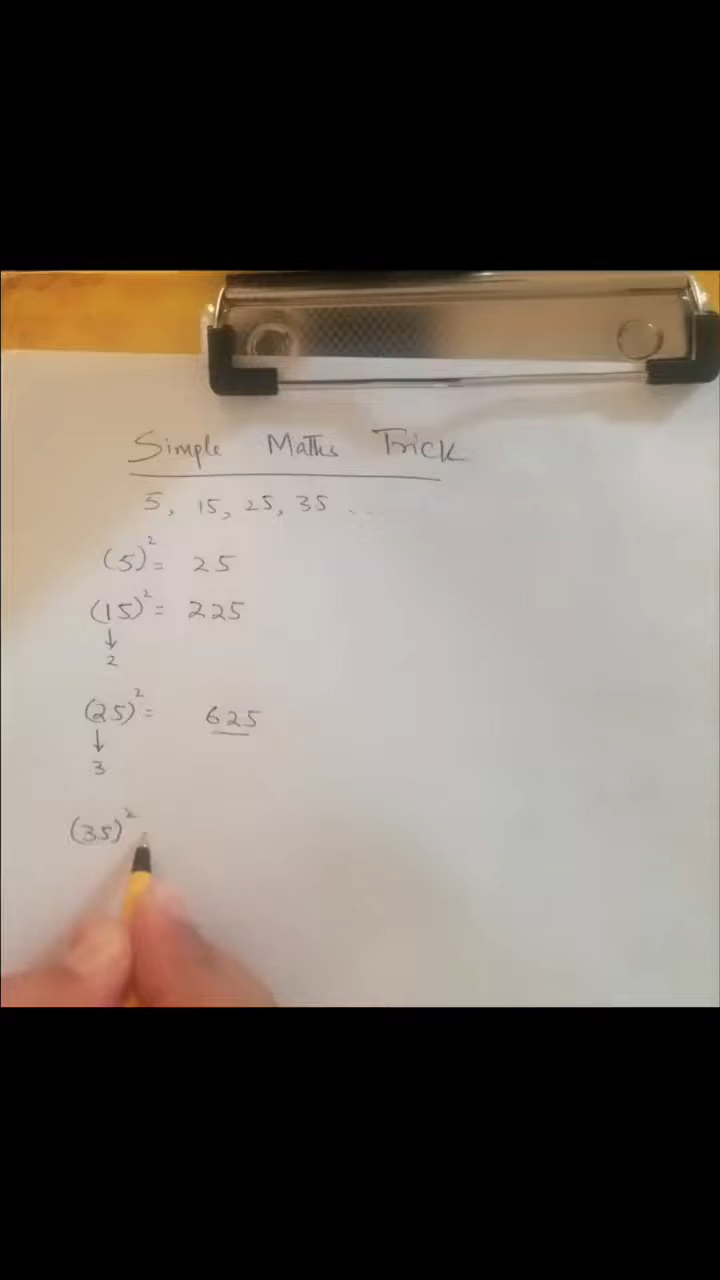 Simple Maths Trick
5, 15, 25, 35 ...
(5)² = 25
(15)² = 225
↓
2
(25)² = 625
↓
3
(35)²